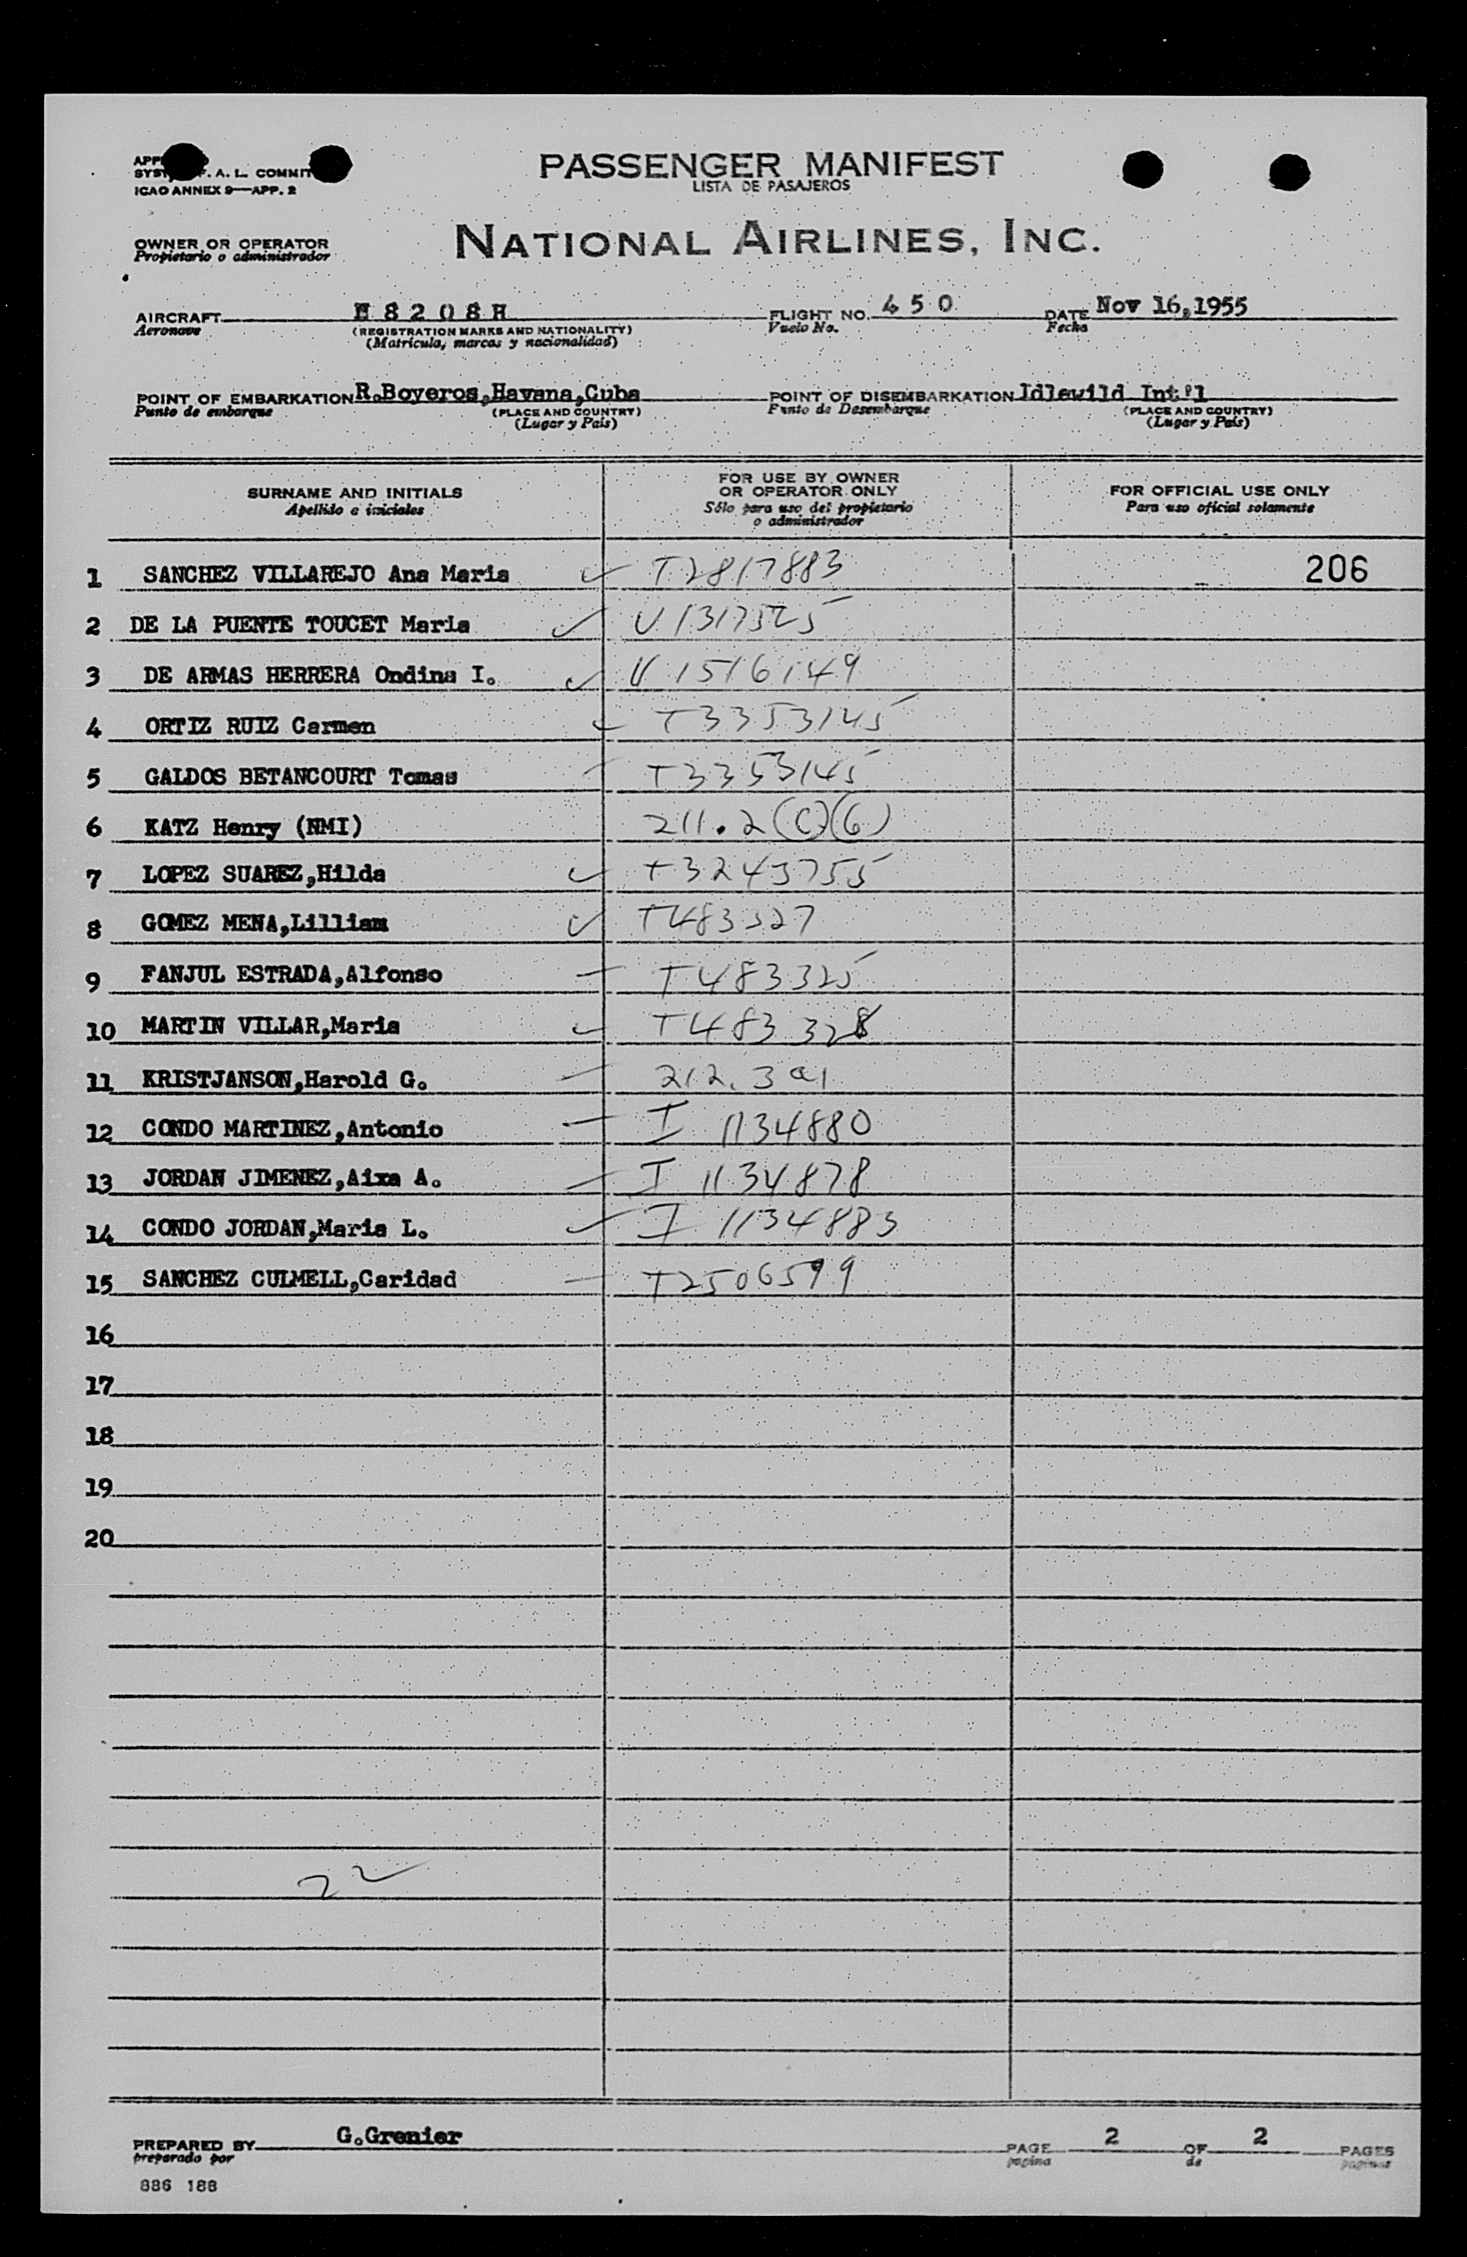 PASSENGER MANIFEST
LISTA DE PASAJEROS
F. A. L.
ICAO ANNEX 9—APP. 2
NATIONAL AIRLINES, INC.
OWNER OR OPERATOR
Propietario o administrador
AIRCRAFT N 8 2 0 8 H FLIGHT NO. 4 5 0 DATE Nov 16,1955
Aeronave (REGISTRATION MARKS AND NATIONALITY) Vuelo No. Fecha
(Matricula, marcas y nacionalidad)
POINT OF EMBARKATION R.Boyeros,Havana,Cuba POINT OF DISEMBARKATION Idlewild Int'l
Punto de embarque (PLACE AND COUNTRY) Punto de Desembarque (PLACE AND COUNTRY)
(Lugar y País) (Lugar y País)
SURNAME AND INITIALS
Apellido e iniciales
FOR USE BY OWNER
OR OPERATOR ONLY
Sólo para uso del propietario
o administrador
FOR OFFICIAL USE ONLY
Para uso oficial solamente
1 SANCHEZ VILLAREJO Ana Maria T2817883 206
2 DE LA PUENTE TOUCET Maria
3 DE ARMAS HERRERA Ondina I. V 1516149
4 ORTIZ RUIZ Carmen T3353145
5 GALDOS BETANCOURT Tomas T3353145
6 KATZ Henry (NMI) 211.2(C)(6)
7 LOPEZ SUAREZ,Hilda T3243755
8 GOMEZ MENA,Lilliam T483327
9 FANJUL ESTRADA,Alfonso T483325
10 MARTIN VILLAR,Maria T483328
11 KRISTJANSON,Harold G. 212.3a1
12 CONDO MARTINEZ,Antonio I 1134880
13 JORDAN JIMENEZ,Aixa A. I 1134878
14 CONDO JORDAN,Maria L. I 1134883
15 SANCHEZ CULMELL,Caridad T2506599
16
17
18
19
20
22
PREPARED BY G.Grenier PAGE 2 OF 2 PAGES
preparado por pagina de paginas
886 188